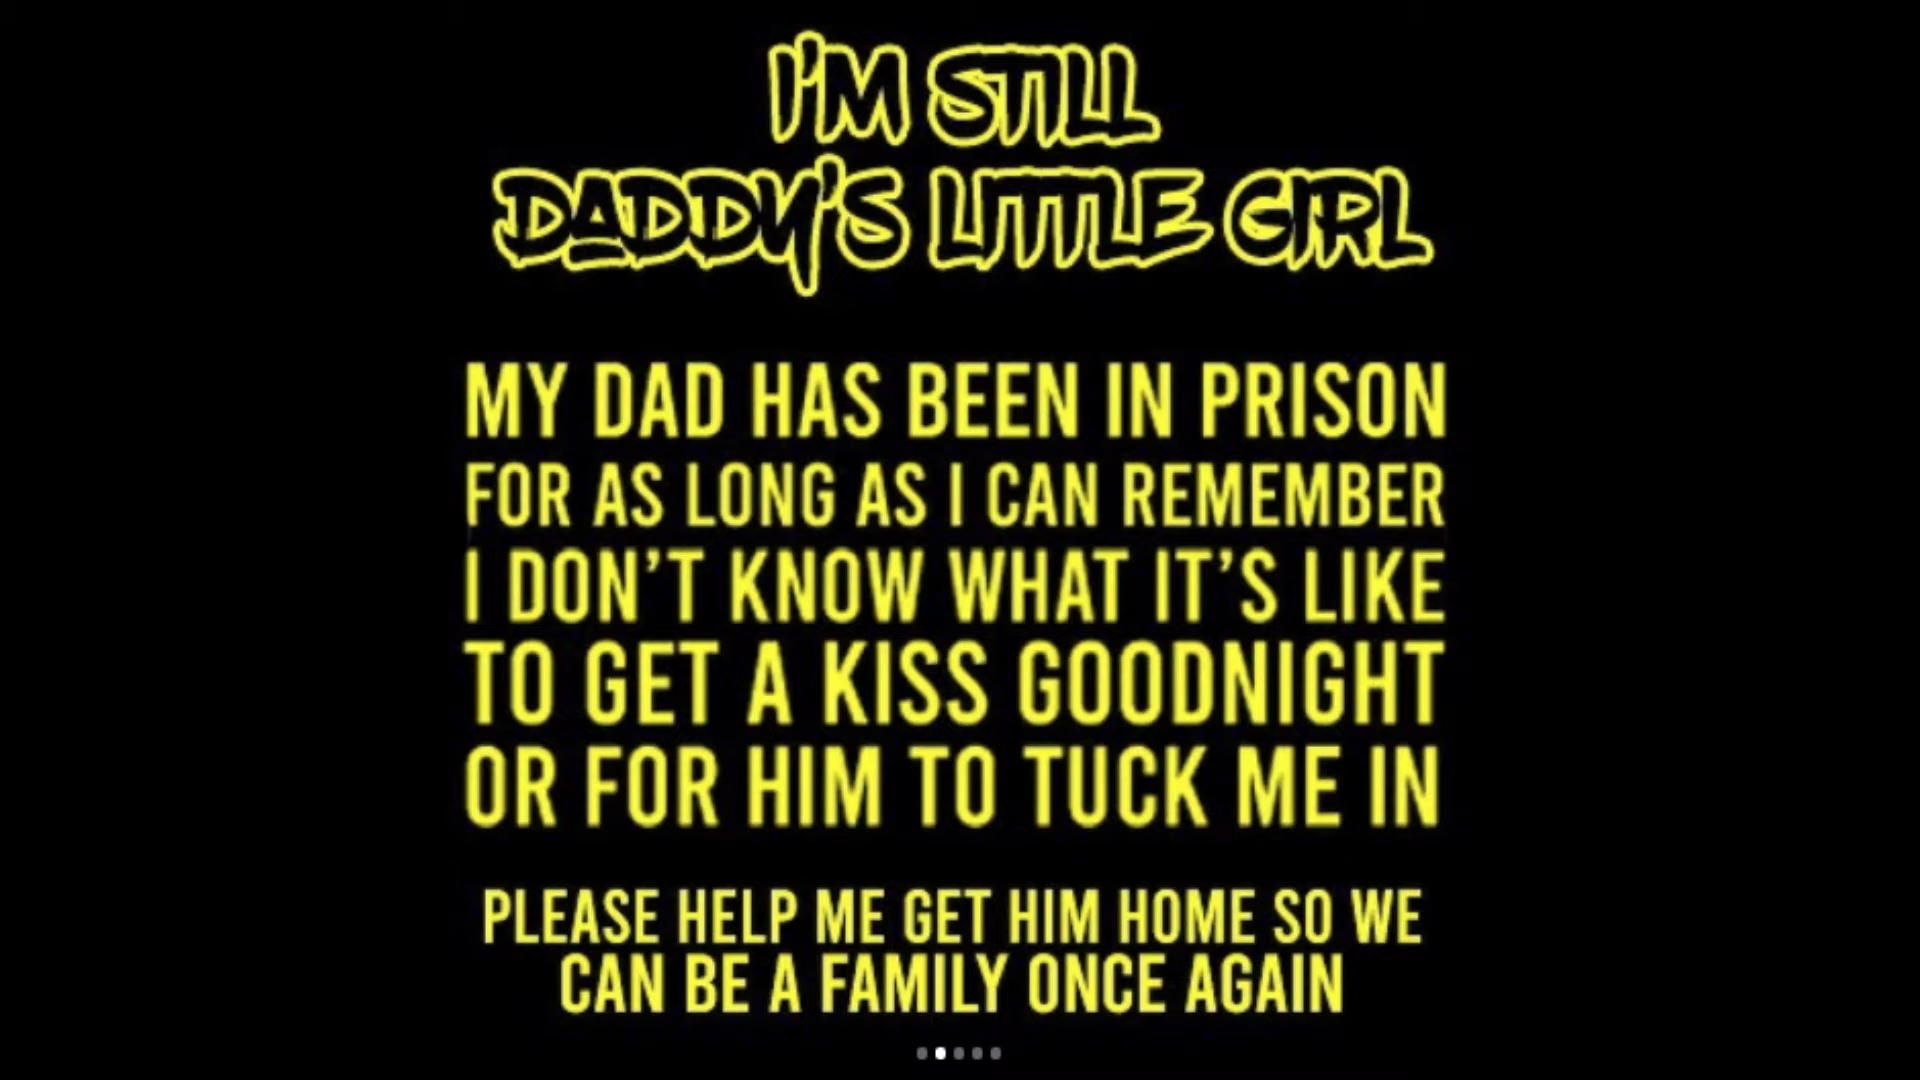 I'M STILL
DADDY'S LITTLE GIRL
MY DAD HAS BEEN IN PRISON
FOR AS LONG AS I CAN REMEMBER
I DON'T KNOW WHAT IT'S LIKE
TO GET A KISS GOODNIGHT
OR FOR HIM TO TUCK ME IN
PLEASE HELP ME GET HIM HOME SO WE
CAN BE A FAMILY ONCE AGAIN